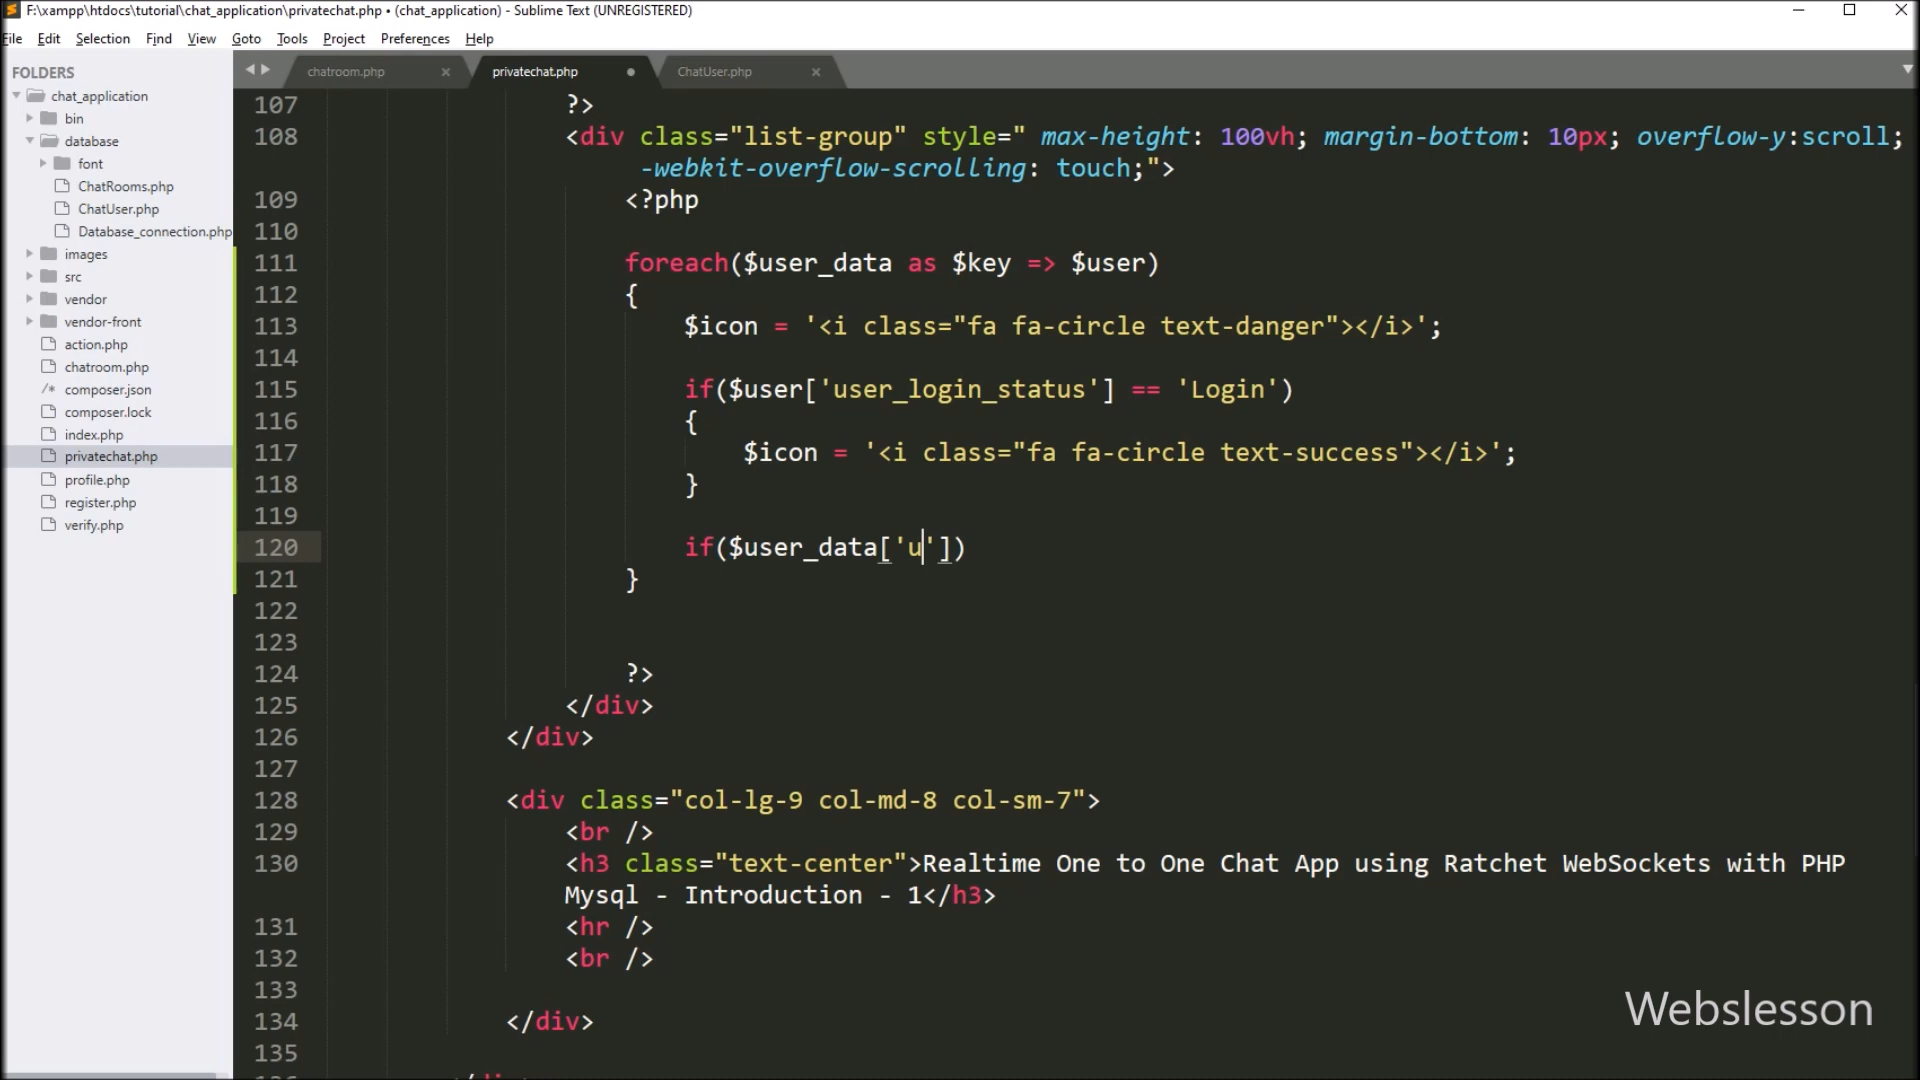 F:\xampp\htdocs\tutorial\chat_application\privatechat.php • (chat_application) - Sublime Text (UNREGISTERED)
File Edit Selection Find View Goto Tools Project Preferences Help
FOLDERS
chat_application
bin
database
font
ChatRooms.php
ChatUser.php
Database_connection.php
images
src
vendor
vendor-front
action.php
chatroom.php
/* composer.json
composer.lock
index.php
privatechat.php
profile.php
register.php
verify.php
chatroom.php privatechat.php ChatUser.php
107 ?>
108 <div class="list-group" style=" max-height: 100vh; margin-bottom: 10px; overflow-y:scroll;
-webkit-overflow-scrolling: touch;">
109 <?php
110
111 foreach($user_data as $key => $user)
112 {
113 $icon = '<i class="fa fa-circle text-danger"></i>';
114
115 if($user['user_login_status'] == 'Login')
116 {
117 $icon = '<i class="fa fa-circle text-success"></i>';
118 }
119
120 if($user_data['u'])
121 }
122
123
124 ?>
125 </div>
126 </div>
127
128 <div class="col-lg-9 col-md-8 col-sm-7">
129 <br />
130 <h3 class="text-center">Realtime One to One Chat App using Ratchet WebSockets with PHP
Mysql - Introduction - 1</h3>
131 <hr />
132 <br />
133
134 </div>
135
Webslesson